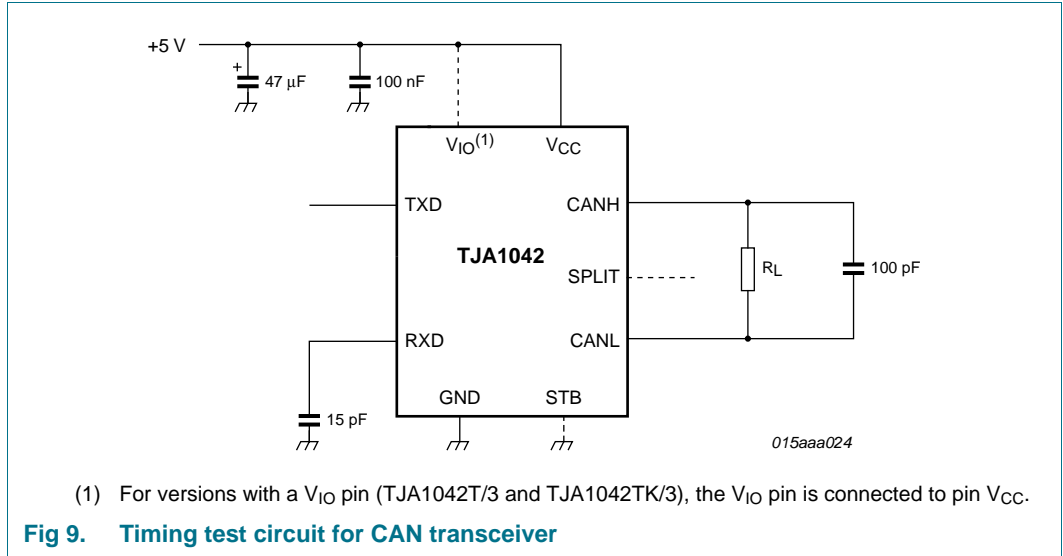 +5 V
+
47 μF
100 nF
VIO(1)
VCC
TXD
CANH
TJA1042
SPLIT
RL
100 pF
RXD
CANL
GND
STB
15 pF
015aaa024
(1) For versions with a VIO pin (TJA1042T/3 and TJA1042TK/3), the VIO pin is connected to pin VCC.
Fig 9. Timing test circuit for CAN transceiver